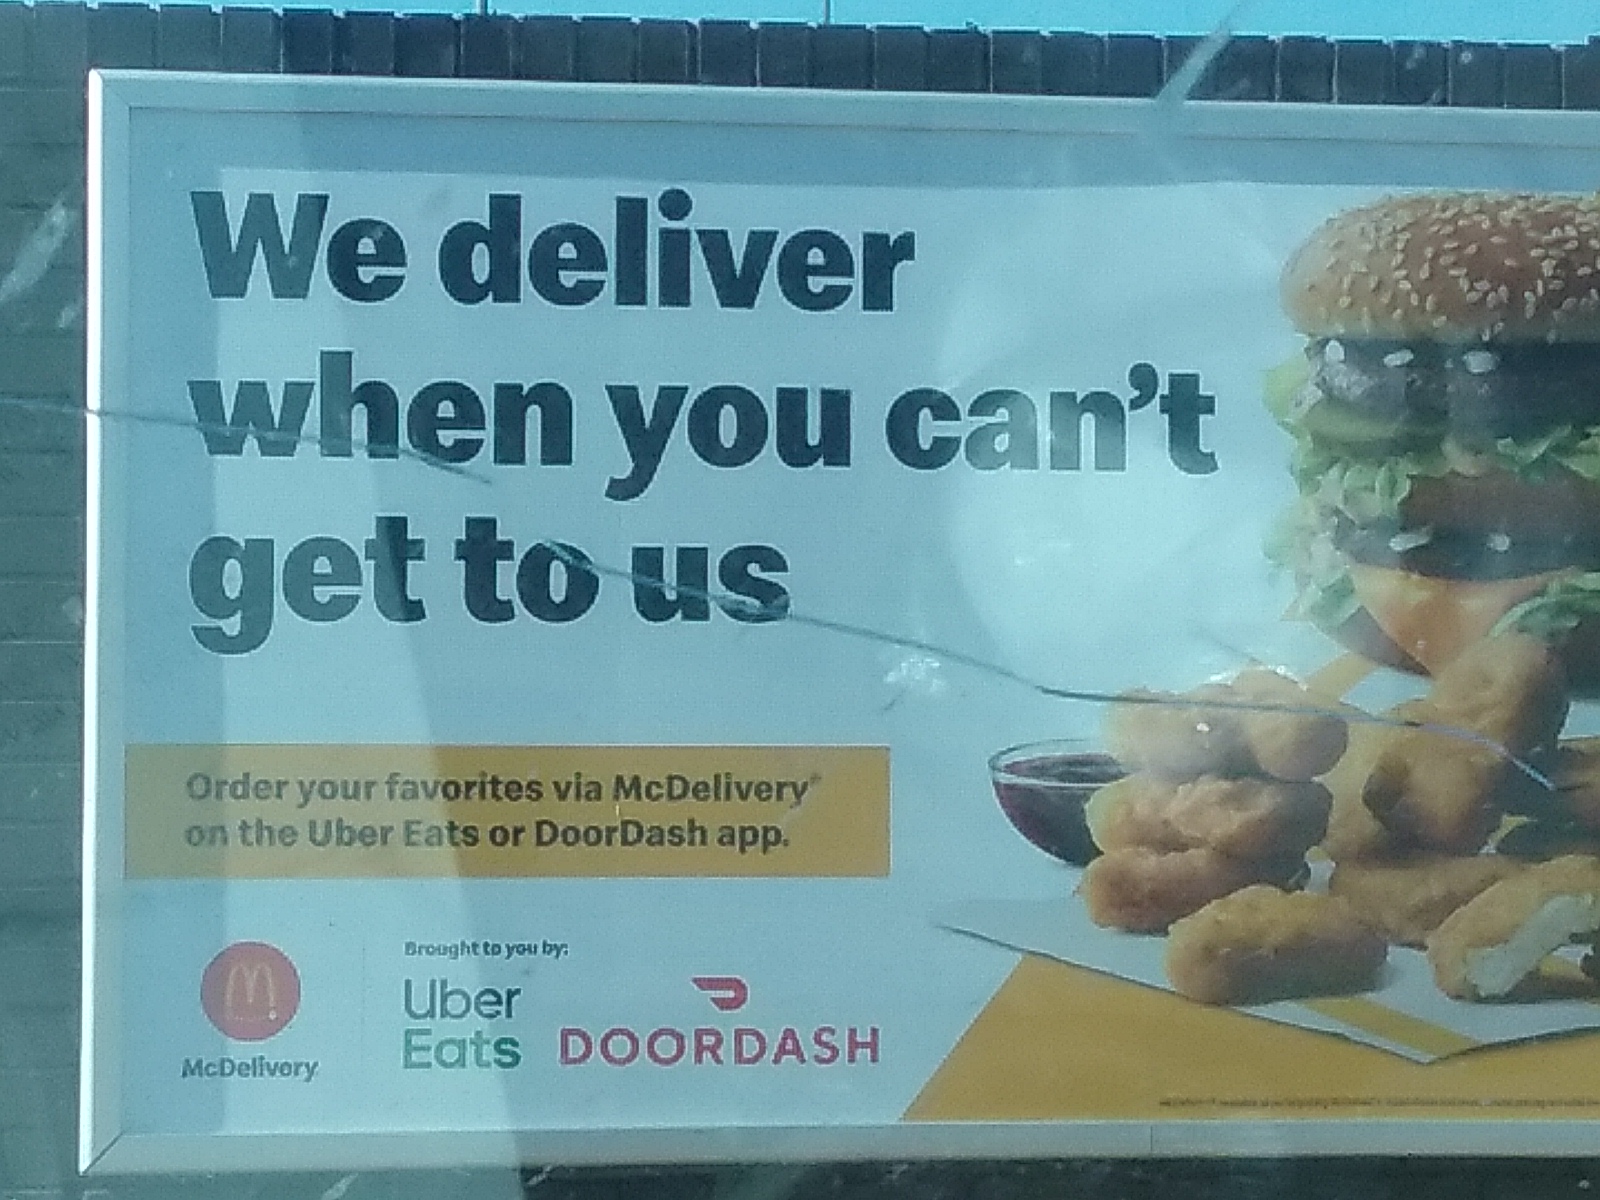 We deliver
when you can't
get to us
Order your favorites via McDelivery®
on the Uber Eats or DoorDash app.
McDelivery
Brought to you by:
Uber
Eats
DOORDASH